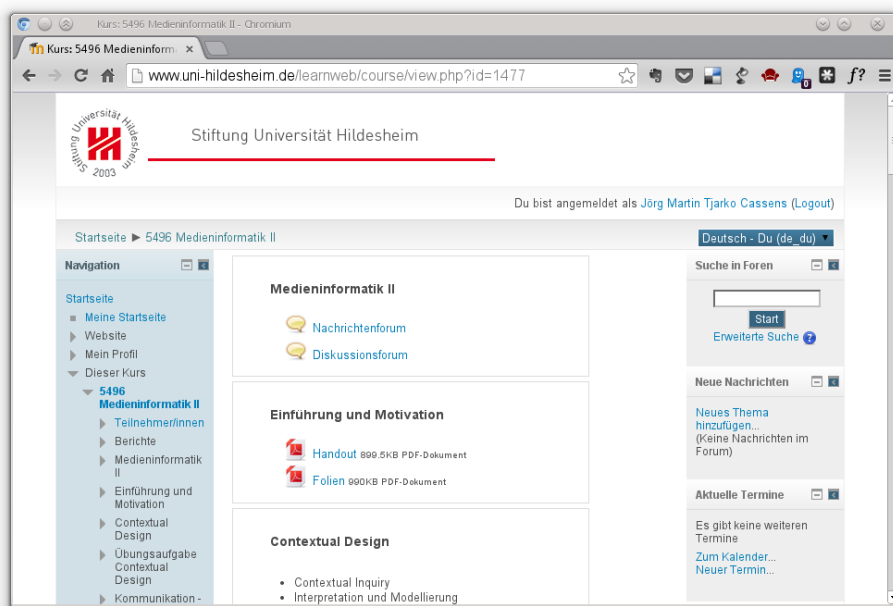 Kurs: 5496 Medieninformatik II - Chromium
Kurs: 5496 Medieninform
www.uni-hildesheim.de/learnweb/course/view.php?id=1477
0
f?
Stiftung Universität Hildesheim
2003
Stiftung Universität Hildesheim
Du bist angemeldet als Jörg Martin Tjarko Cassens (Logout)
Startseite ► 5496 Medieninformatik II
Deutsch - Du (de_du)
Navigation
Startseite
Meine Startseite
Website
Mein Profil
Dieser Kurs
5496
Medieninformatik II
Teilnehmer/innen
Berichte
Medieninformatik
II
Einführung und
Motivation
Contextual
Design
Übungsaufgabe
Contextual
Design
Kommunikation -
Medieninformatik II
Nachrichtenforum
Diskussionsforum
Einführung und Motivation
Handout 899.5KB PDF-Dokument
Folien 990KB PDF-Dokument
Contextual Design
• Contextual Inquiry
• Interpretation und Modellierung
Suche in Foren
Start
Erweiterte Suche ?
Neue Nachrichten
Neues Thema
hinzufügen...
(Keine Nachrichten im
Forum)
Aktuelle Termine
Es gibt keine weiteren
Termine
Zum Kalender...
Neuer Termin...